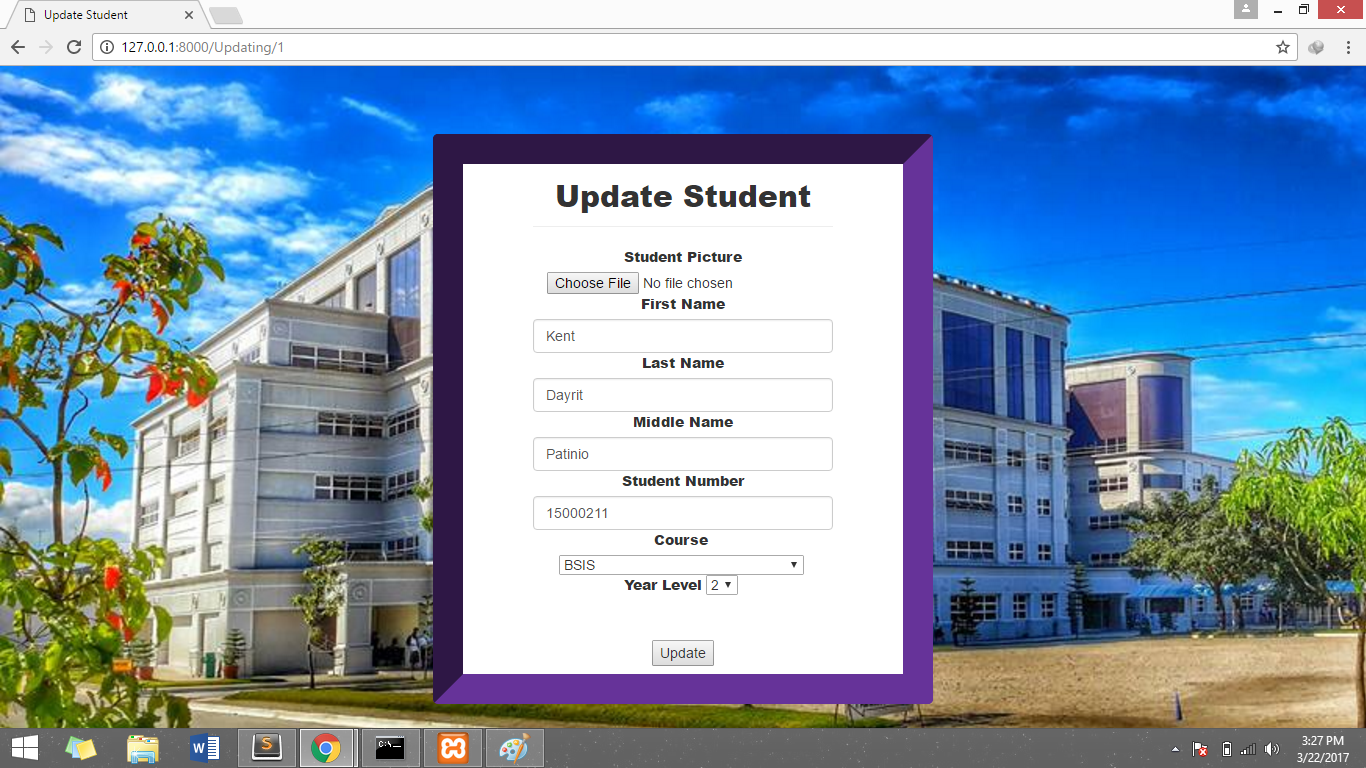 Update Student
127.0.0.1:8000/Updating/1
Update Student
Student Picture
Choose File No file chosen
First Name
Kent
Last Name
Dayrit
Middle Name
Patinio
Student Number
15000211
Course
BSIS
Year Level 2
Update
C:\
3:27 PM
3/22/2017